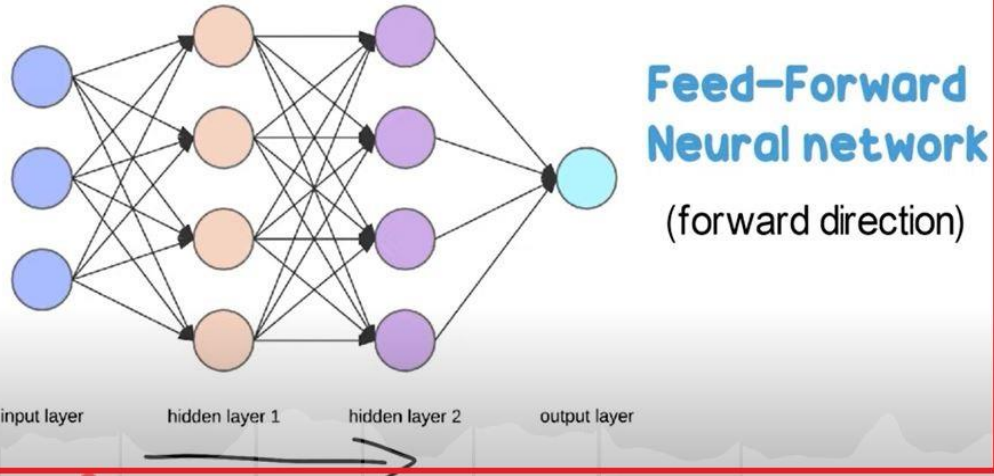 Feed-Forward
Neural network
(forward direction)
input layer
hidden layer 1
hidden layer 2
output layer